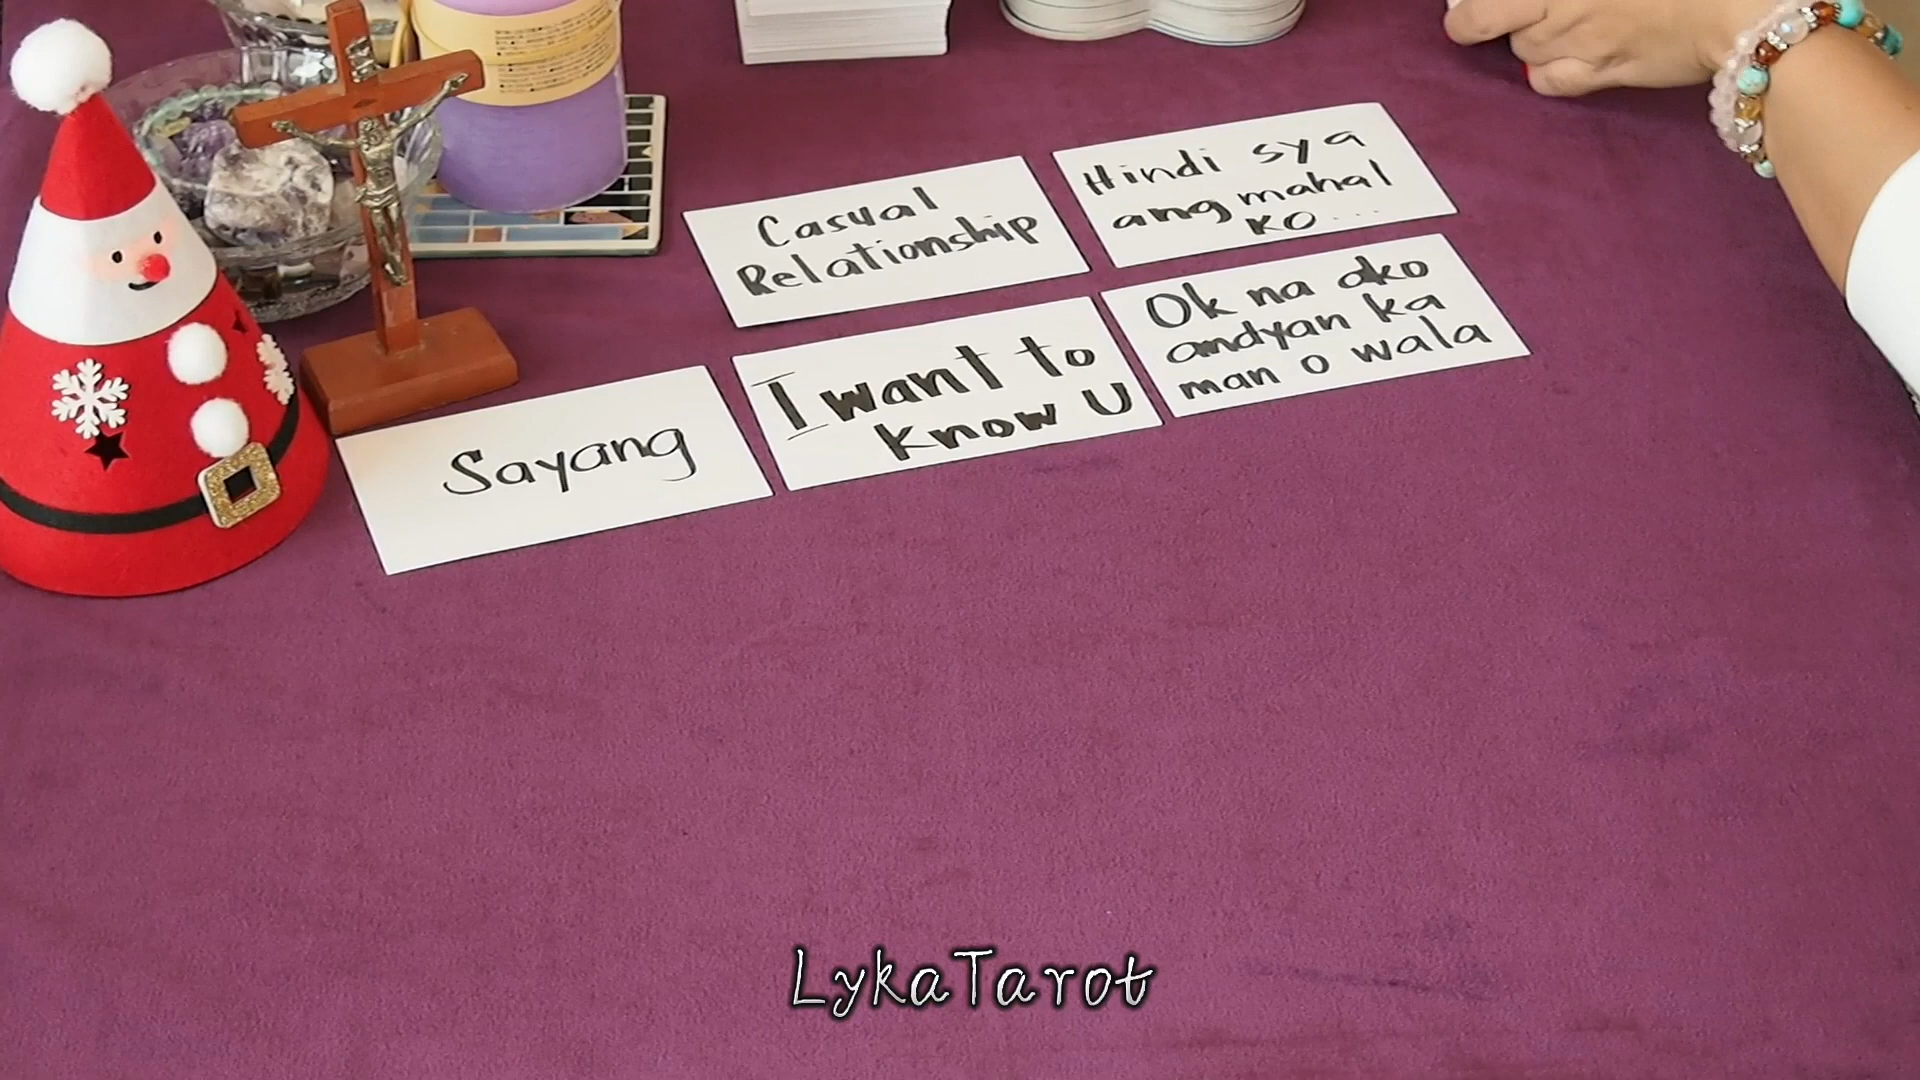 Casual
Relationship
Hindi sya
ang mahal
ko...
Sayang
I want to
know U
Ok na ako
andyan ka
man o wala
LykaTarot